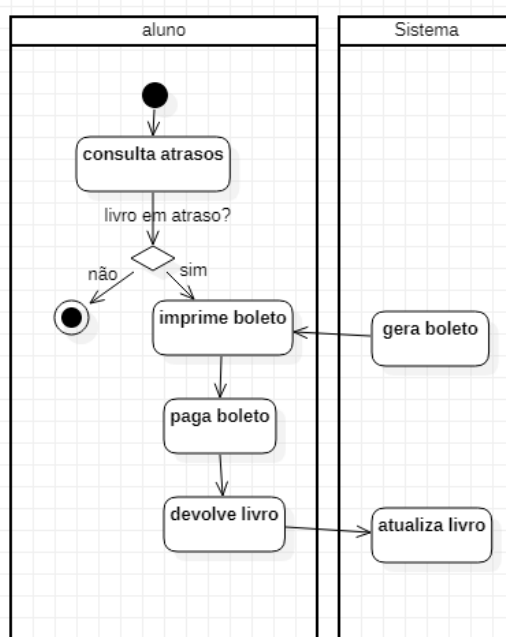 aluno
Sistema
consulta atrasos
livro em atraso?
não
sim
imprime boleto
gera boleto
paga boleto
devolve livro
atualiza livro